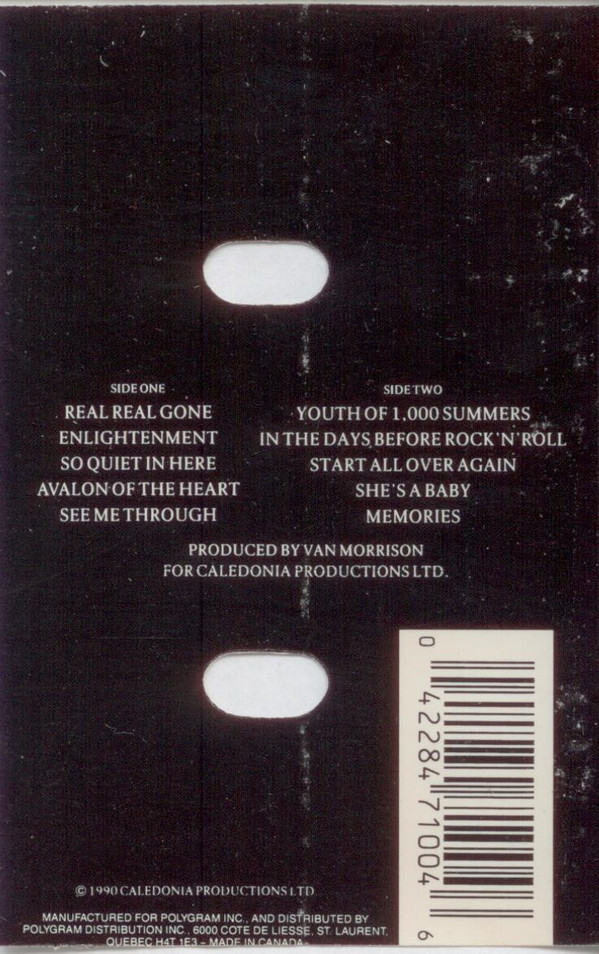 SIDE ONE
REAL REAL GONE
ENLIGHTENMENT
SO QUIET IN HERE
AVALON OF THE HEART
SEE ME THROUGH
SIDE TWO
YOUTH OF 1,000 SUMMERS
IN THE DAYS BEFORE ROCK'N'ROLL
START ALL OVER AGAIN
SHE'S A BABY
MEMORIES
PRODUCED BY VAN MORRISON
FOR CALEDONIA PRODUCTIONS LTD.
0 42284 71004 6
© 1990 CALEDONIA PRODUCTIONS LTD
MANUFACTURED FOR POLYGRAM INC., AND DISTRIBUTED BY
POLYGRAM DISTRIBUTION INC., 6000 COTE DE LIESSE, ST. LAURENT,
QUEBEC H4T 1E3 – MADE IN CANADA